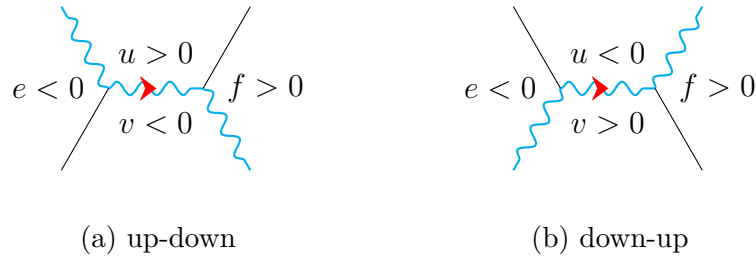 u > 0
e < 0
f > 0
v < 0
(a) up-down
u < 0
e < 0
f > 0
v > 0
(b) down-up